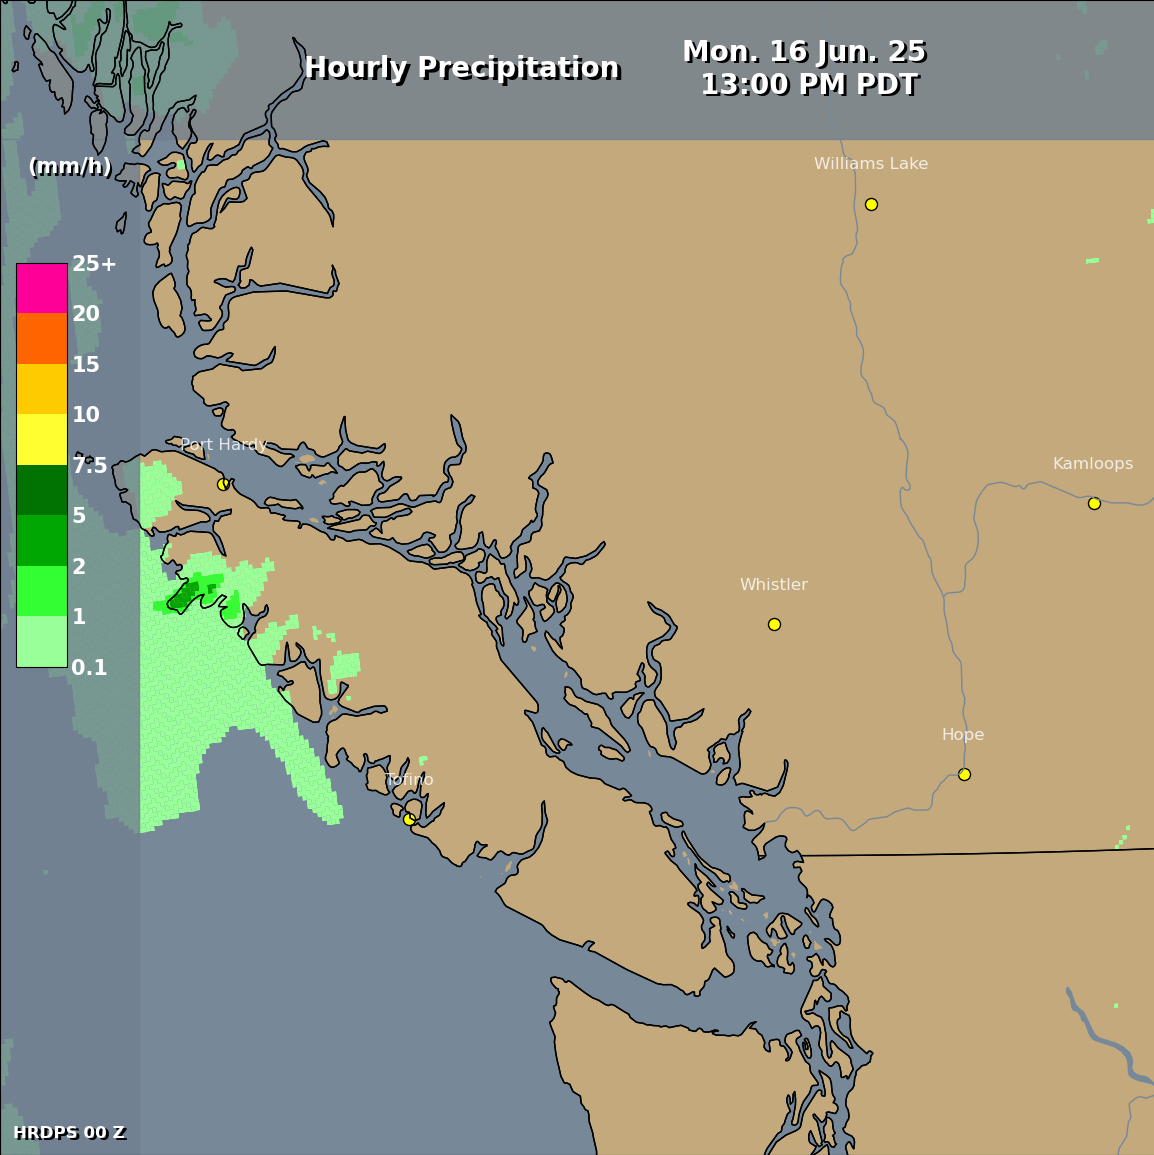 Hourly Precipitation
Mon. 16 Jun. 25
13:00 PM PDT
(mm/h)
25+
20
15
10
7.5
5
2
1
0.1
Williams Lake
Port Hardy
Kamloops
Whistler
Hope
Tofino
HRDPS 00 Z